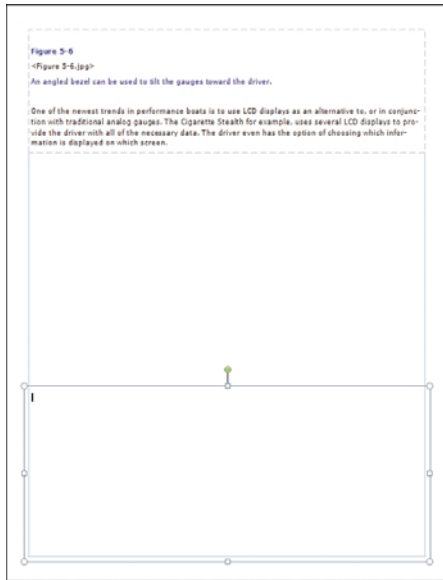 Figure 5-6
<Figure 5-6.jpg>
An angled bezel can be used to tilt the gauges toward the driver.
One of the newest trends in performance boats is to use LCD displays as an alternative to, or in conjunc-
tion with traditional analog gauges. The Cigarette Stealth for example, uses several LCD displays to pro-
vide the driver with all of the necessary data. The driver even has the option of choosing which infor-
mation is displayed on which screen.